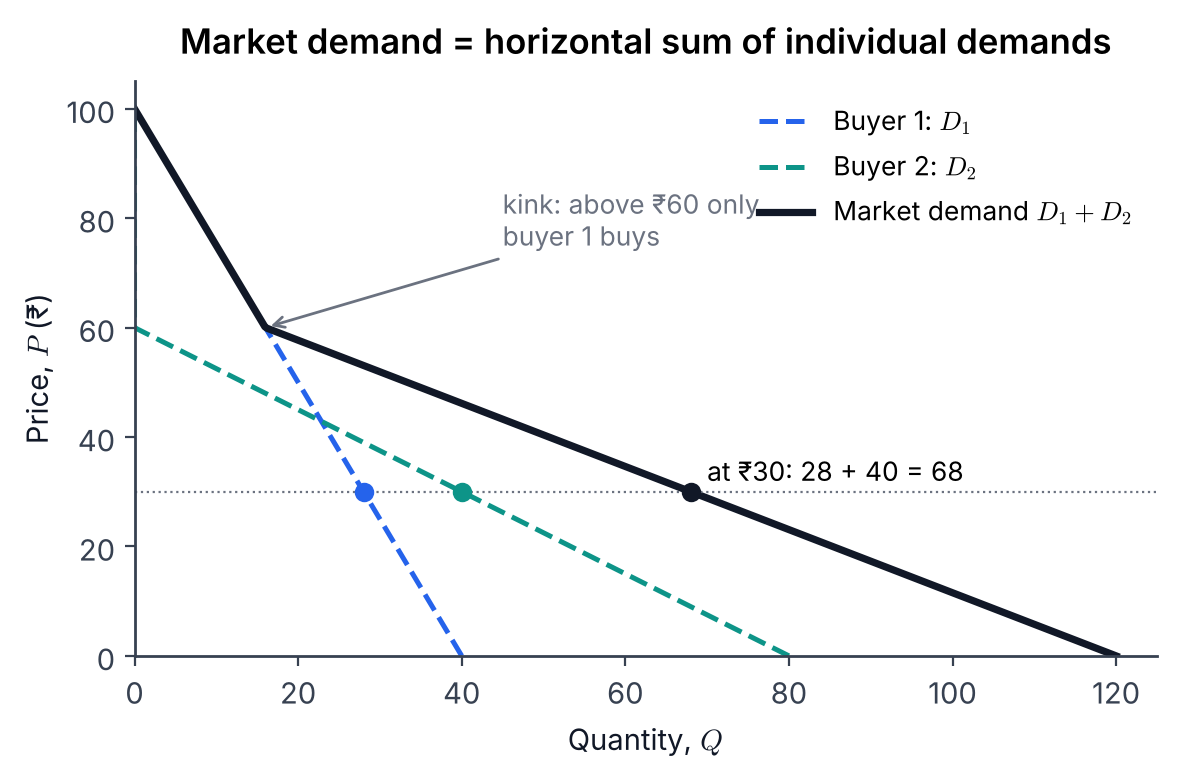 Market demand = horizontal sum of individual demands
100
80
60
40
20
0
Price, P (₹)
Buyer 1: D₁
Buyer 2: D₂
Market demand D₁ + D₂
kink: above ₹60 only
buyer 1 buys
at ₹30: 28 + 40 = 68
0 20 40 60 80 100 120
Quantity, Q